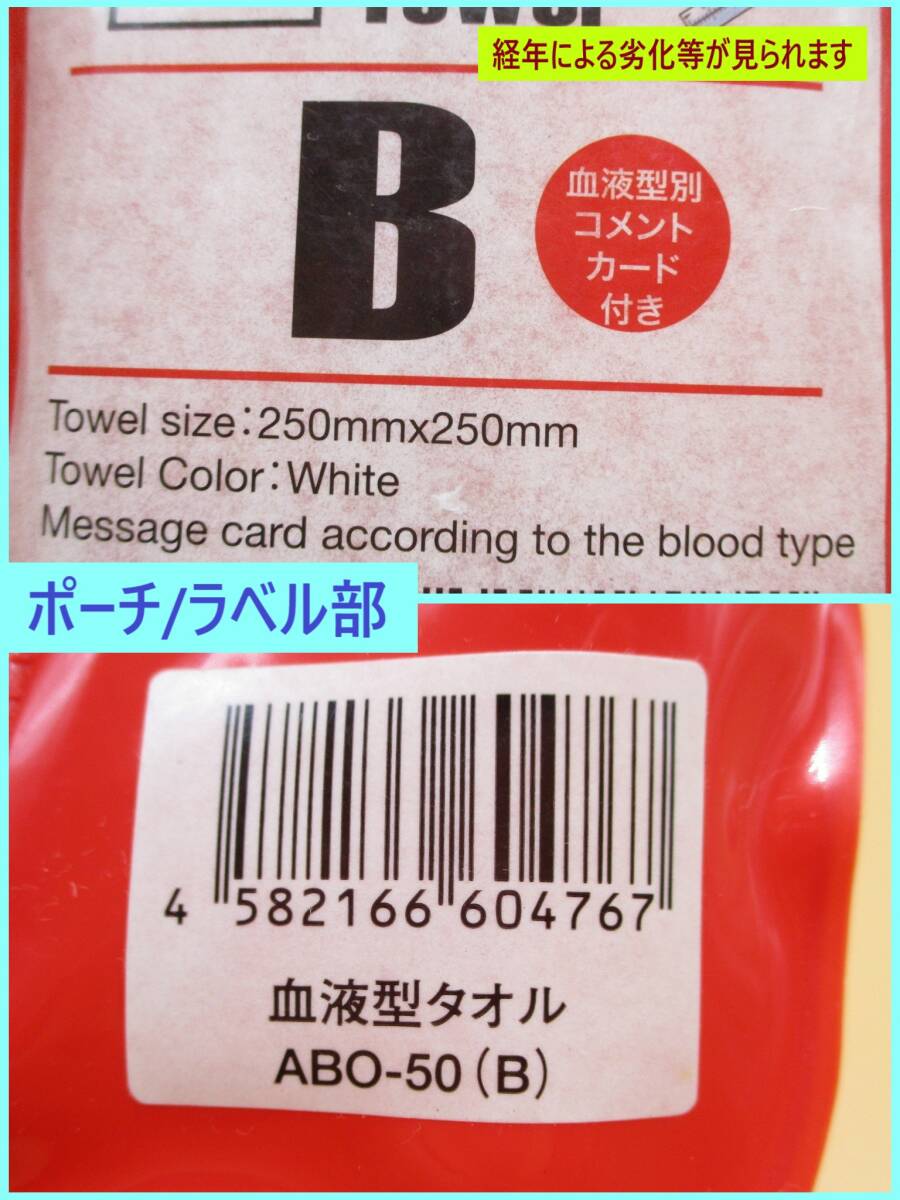 Towel
経年による劣化等が見られます
B
血液型別
コメント
カード
付き
Towel size:250mmx250mm
Towel Color:White
Message card according to the blood type
ポーチ/ラベル部
4 582166 604767
血液型タオル
ABO-50(B)